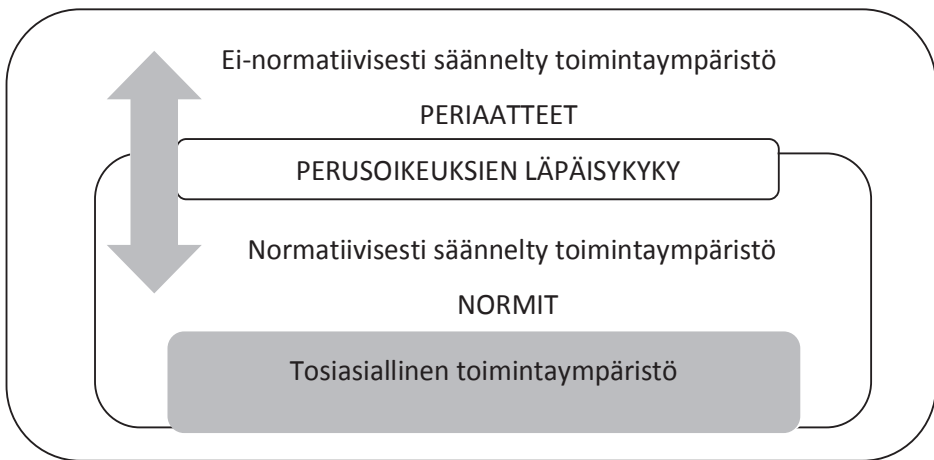 Ei-normatiivisesti säännelty toimintaympäristö
PERIAATTEET
PERUSOIKEUKSIEN LÄPÄISYKYKY
Normatiivisesti säännelty toimintaympäristö
NORMIT
Tosiasiallinen toimintaympäristö